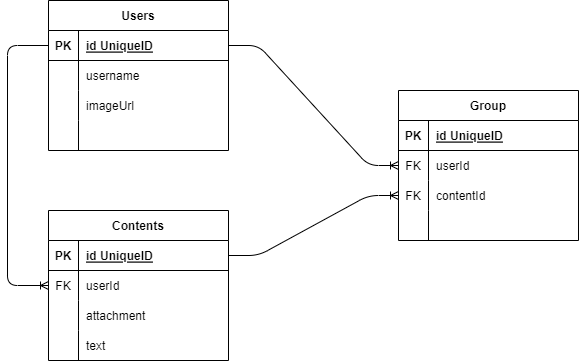 Users
PK id UniqueID
username
imageUrl
Group
PK id UniqueID
FK userId
FK contentId
Contents
PK id UniqueID
FK userId
attachment
text